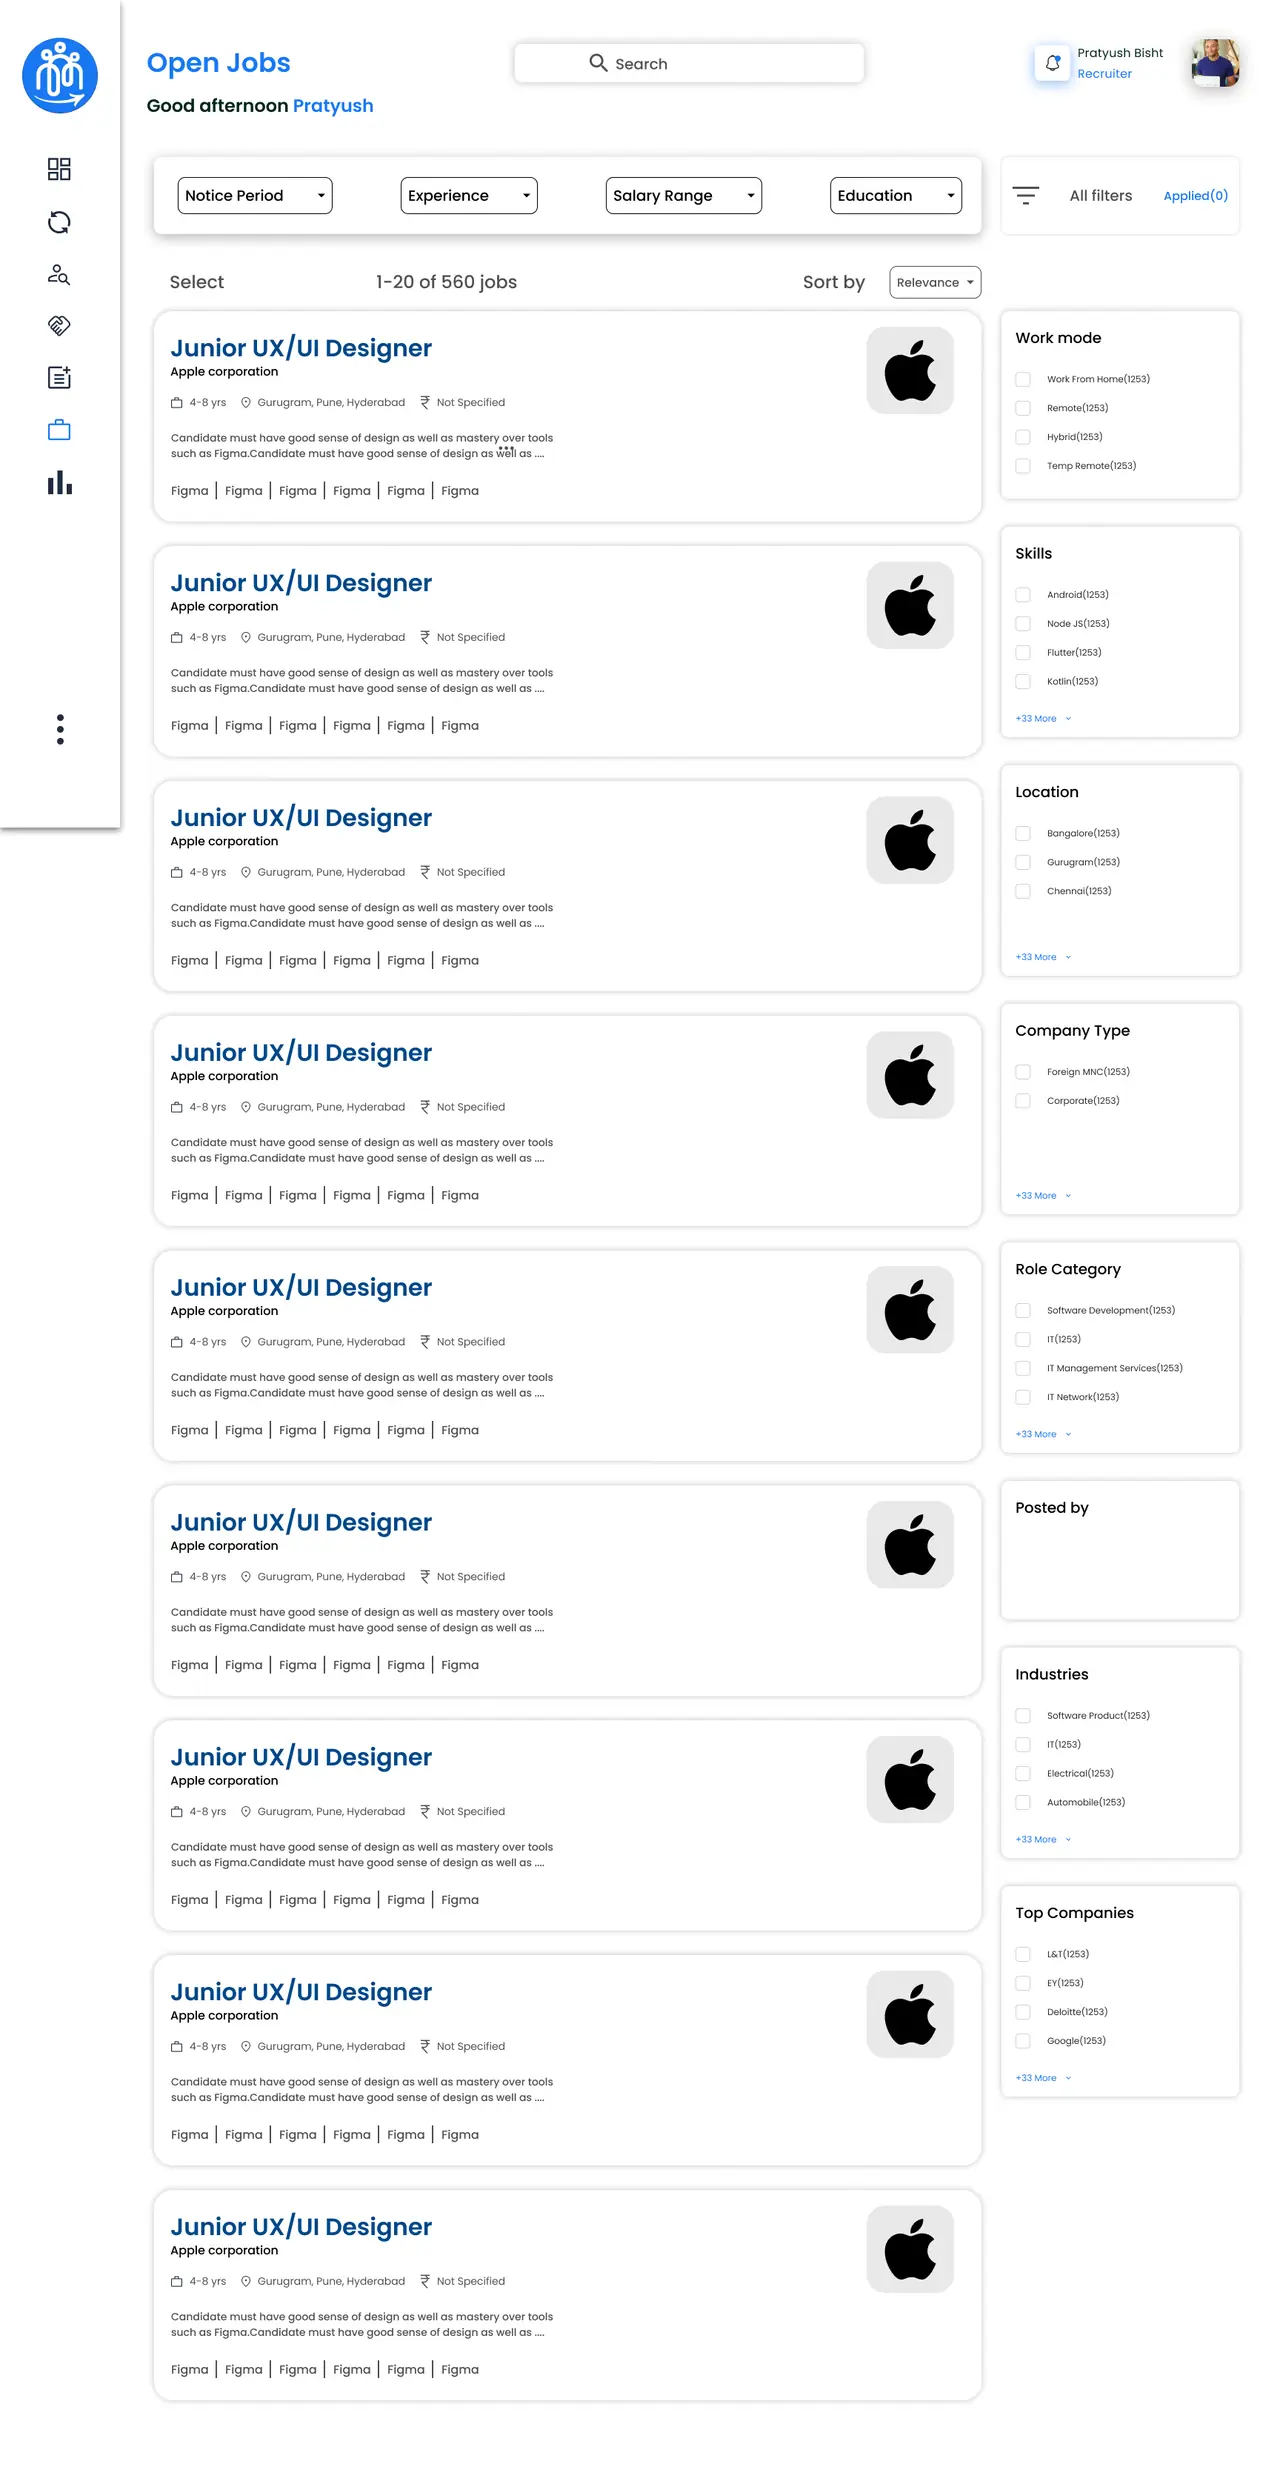 Open Jobs
Search
Pratyush Bisht
Recruiter
Good afternoon Pratyush
Notice Period
Experience
Salary Range
Education
All filters
Applied(0)
Select
1-20 of 560 jobs
Sort by
Relevance
Junior UX/UI Designer
Apple corporation
4-8 yrs
Gurugram, Pune, Hyderabad
₹ Not Specified
Candidate must have good sense of design as well as mastery over tools
such as Figma.Candidate must have good sense of design as well as ....
Figma | Figma | Figma | Figma | Figma | Figma
Junior UX/UI Designer
Apple corporation
4-8 yrs
Gurugram, Pune, Hyderabad
₹ Not Specified
Candidate must have good sense of design as well as mastery over tools
such as Figma.Candidate must have good sense of design as well as ....
Figma | Figma | Figma | Figma | Figma | Figma
Junior UX/UI Designer
Apple corporation
4-8 yrs
Gurugram, Pune, Hyderabad
₹ Not Specified
Candidate must have good sense of design as well as mastery over tools
such as Figma.Candidate must have good sense of design as well as ....
Figma | Figma | Figma | Figma | Figma | Figma
Junior UX/UI Designer
Apple corporation
4-8 yrs
Gurugram, Pune, Hyderabad
₹ Not Specified
Candidate must have good sense of design as well as mastery over tools
such as Figma.Candidate must have good sense of design as well as ....
Figma | Figma | Figma | Figma | Figma | Figma
Junior UX/UI Designer
Apple corporation
4-8 yrs
Gurugram, Pune, Hyderabad
₹ Not Specified
Candidate must have good sense of design as well as mastery over tools
such as Figma.Candidate must have good sense of design as well as ....
Figma | Figma | Figma | Figma | Figma | Figma
Junior UX/UI Designer
Apple corporation
4-8 yrs
Gurugram, Pune, Hyderabad
₹ Not Specified
Candidate must have good sense of design as well as mastery over tools
such as Figma.Candidate must have good sense of design as well as ....
Figma | Figma | Figma | Figma | Figma | Figma
Junior UX/UI Designer
Apple corporation
4-8 yrs
Gurugram, Pune, Hyderabad
₹ Not Specified
Candidate must have good sense of design as well as mastery over tools
such as Figma.Candidate must have good sense of design as well as ....
Figma | Figma | Figma | Figma | Figma | Figma
Junior UX/UI Designer
Apple corporation
4-8 yrs
Gurugram, Pune, Hyderabad
₹ Not Specified
Candidate must have good sense of design as well as mastery over tools
such as Figma.Candidate must have good sense of design as well as ....
Figma | Figma | Figma | Figma | Figma | Figma
Junior UX/UI Designer
Apple corporation
4-8 yrs
Gurugram, Pune, Hyderabad
₹ Not Specified
Candidate must have good sense of design as well as mastery over tools
such as Figma.Candidate must have good sense of design as well as ....
Figma | Figma | Figma | Figma | Figma | Figma
Work mode
Work From Home(1253)
Remote(1253)
Hybrid(1253)
Temp Remote(1253)
Skills
Android(1253)
Node JS(1253)
Flutter(1253)
Kotlin(1253)
+33 More
Location
Bangalore(1253)
Gurugram(1253)
Chennai(1253)
+33 More
Company Type
Foreign MNC(1253)
Corporate(1253)
+33 More
Role Category
Software Development(1253)
IT(1253)
IT Management Services(1253)
IT Network(1253)
+33 More
Posted by
Industries
Software Product(1253)
IT(1253)
Electrical(1253)
Automobile(1253)
+33 More
Top Companies
L&T(1253)
EY(1253)
Deloitte(1253)
Google(1253)
+33 More